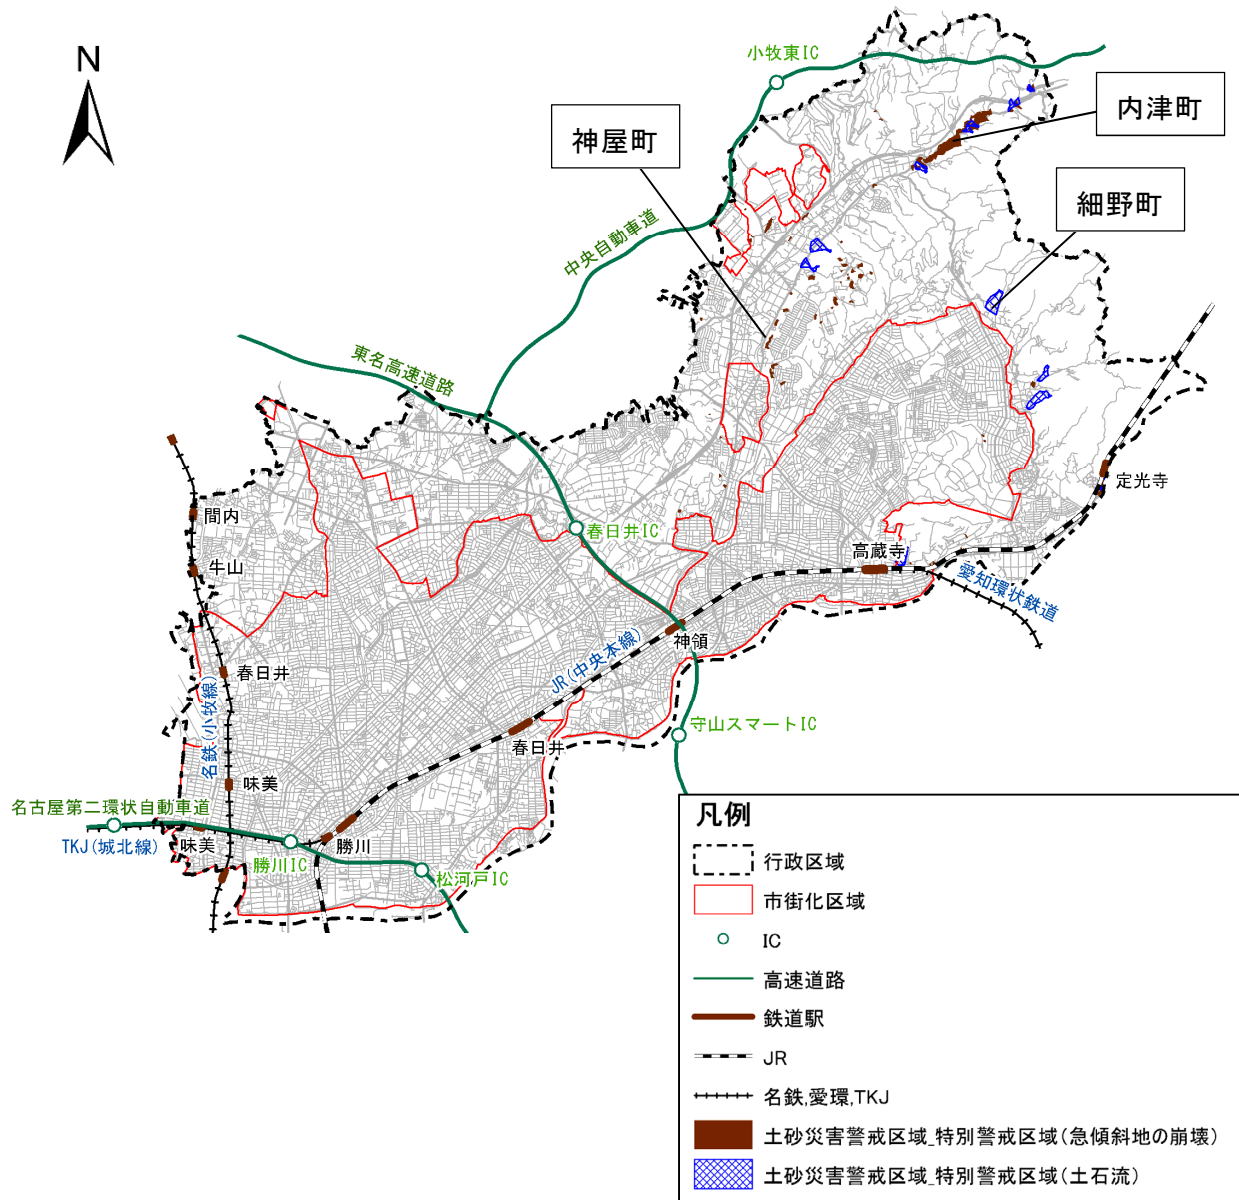 N
小牧東IC
内津町
神屋町
細野町
中央自動車道
東名高速道路
定光寺
間内
春日井IC
高蔵寺
牛山
愛知環状鉄道
神領
JR(中央本線)
春日井
名鉄(小牧線)
守山スマートIC
春日井
味美
名古屋第二環状自動車道
TKJ(城北線)
味美
勝川
勝川IC
松河戸IC
凡例
行政区域
市街化区域
IC
高速道路
鉄道駅
JR
名鉄,愛環,TKJ
土砂災害警戒区域_特別警戒区域(急傾斜地の崩壊)
土砂災害警戒区域_特別警戒区域(土石流)